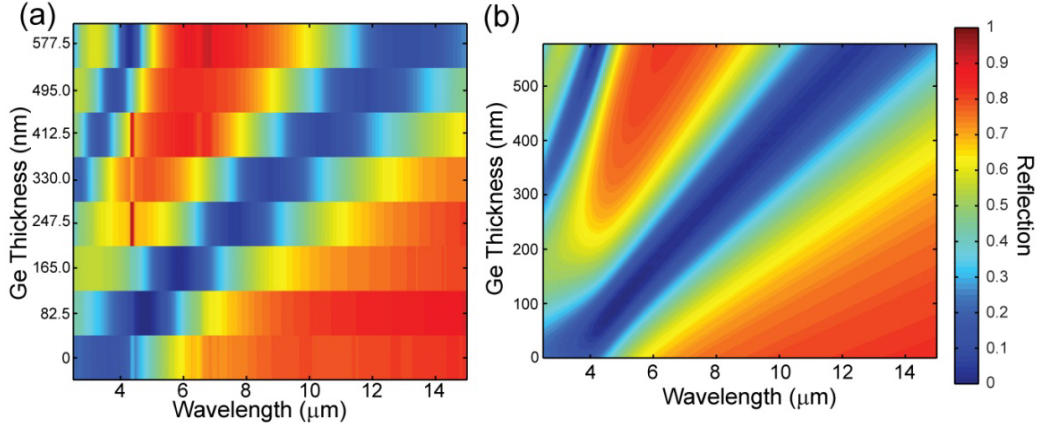 (a)
Ge Thickness (nm)
577.5
495.0
412.5
330.0
247.5
165.0
82.5
0
4 6 8 10 12 14
Wavelength (μm)
(b)
Ge Thickness (nm)
500
400
300
200
100
0
4 6 8 10 12 14
Wavelength (μm)
1
0.9
0.8
0.7
0.6
0.5
0.4
0.3
0.2
0.1
0
Reflection